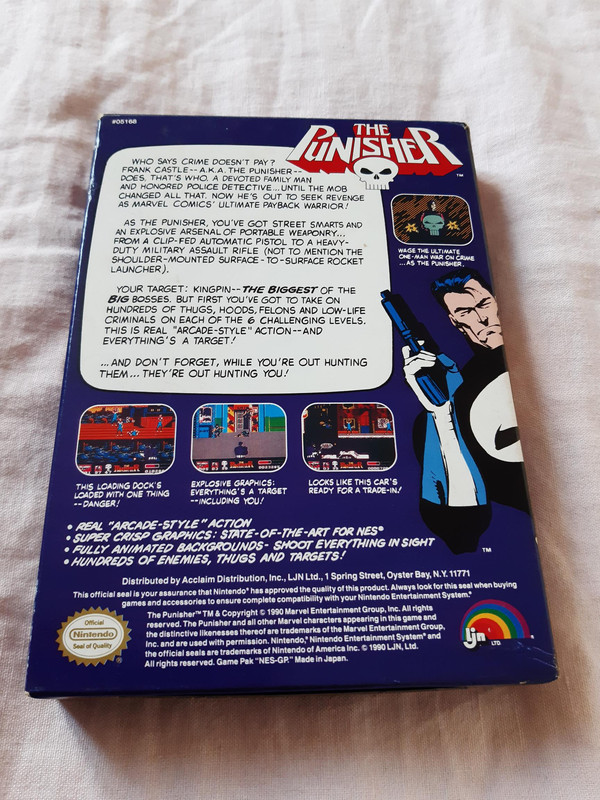 #05168
THE
PUNISHER
TM
WHO SAYS CRIME DOESN'T PAY?
FRANK CASTLE--A.K.A. THE PUNISHER--
DOES. THAT'S WHO, A DEVOTED FAMILY MAN
AND HONORED POLICE DETECTIVE...UNTIL THE MOB
CHANGED ALL THAT. NOW HE'S OUT TO SEEK REVENGE
AS MARVEL COMICS' ULTIMATE PAYBACK WARRIOR!
AS THE PUNISHER, YOU'VE GOT STREET SMARTS AND
AN EXPLOSIVE ARSENAL OF PORTABLE WEAPONRY...
FROM A CLIP-FED AUTOMATIC PISTOL TO A HEAVY-
DUTY MILITARY ASSAULT RIFLE (NOT TO MENTION THE
SHOULDER-MOUNTED SURFACE-TO-SURFACE ROCKET
LAUNCHER).
YOUR TARGET: KINGPIN--THE BIGGEST OF THE
BIG BOSSES. BUT FIRST YOU'VE GOT TO TAKE ON
HUNDREDS OF THUGS, HOODS, FELONS AND LOW-LIFE
CRIMINALS ON EACH OF THE 6 CHALLENGING LEVELS.
THIS IS REAL "ARCADE-STYLE" ACTION--AND
EVERYTHING'S A TARGET!
...AND DON'T FORGET, WHILE YOU'RE OUT HUNTING
THEM...THEY'RE OUT HUNTING YOU!
WAGE THE ULTIMATE
ONE-MAN WAR ON CRIME
...AS THE PUNISHER.
THIS LOADING DOCK'S
LOADED WITH ONE THING
--DANGER!
EXPLOSIVE GRAPHICS:
EVERYTHING'S A TARGET
--INCLUDING YOU!
LOOKS LIKE THIS CAR'S
READY FOR A TRADE-IN!
• REAL "ARCADE-STYLE" ACTION
• SUPER CRISP GRAPHICS: STATE-OF-THE-ART FOR NES®
• FULLY ANIMATED BACKGROUNDS- SHOOT EVERYTHING IN SIGHT
• HUNDREDS OF ENEMIES, THUGS AND TARGETS!
TM
Distributed by Acclaim Distribution, Inc., LJN Ltd., 1 Spring Street, Oyster Bay, N.Y. 11771
This official seal is your assurance that Nintendo® has approved the quality of this product. Always look for this seal when buying
games and accessories to ensure complete compatibility with your Nintendo Entertainment System.®
The Punisher™ TM & Copyright © 1990 Marvel Entertainment Group, Inc. All rights
reserved. The Punisher and all other Marvel characters appearing in this game and
the distinctive likenesses thereof are trademarks of the Marvel Entertainment Group,
Inc. and are used with permission. Nintendo,® Nintendo Entertainment System® and
the official seals are trademarks of Nintendo of America Inc. © 1990 LJN, Ltd.
All rights reserved. Game Pak "NES-GP." Made in Japan.
Official
Nintendo
Seal of Quality
ljn
LTD.